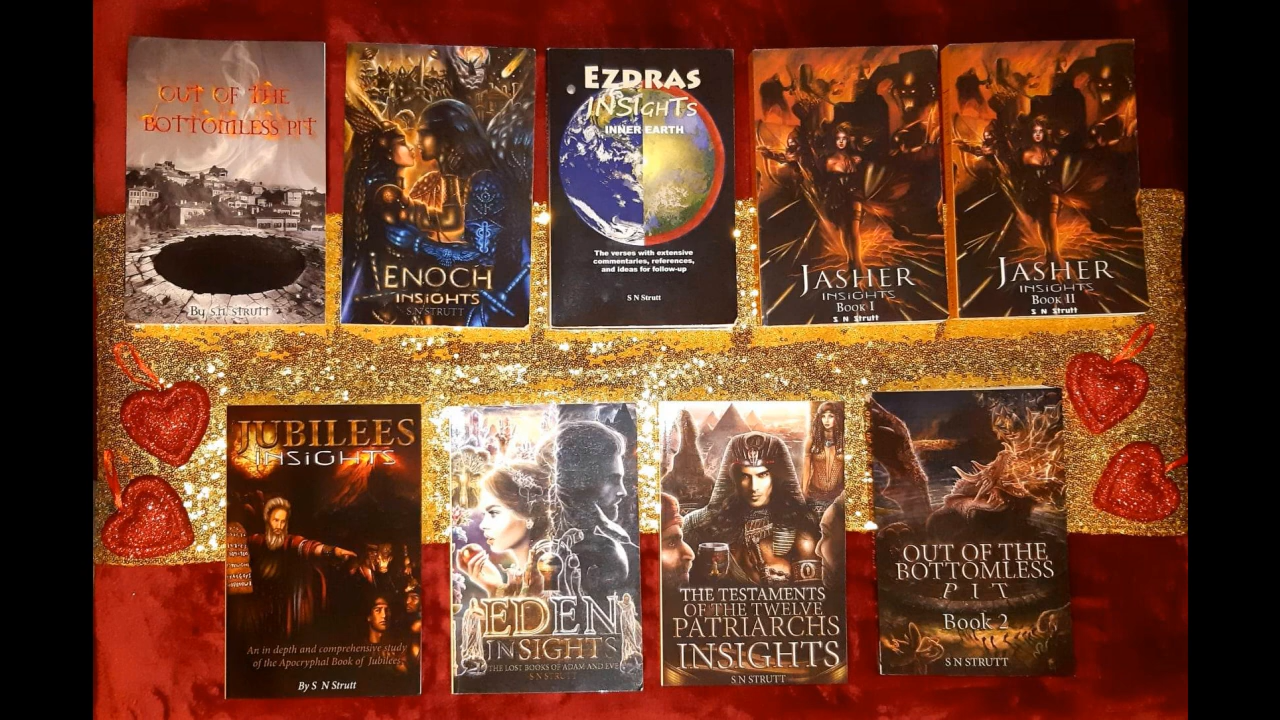 OUT OF THE
BOTTOMLESS PIT
By S.N. STRUTT
ENOCH
INSIGHTS
S N STRUTT
EZDRAS
INSIGHTS
INNER EARTH
The verses with extensive
commentaries, references,
and ideas for follow-up
S N Strutt
JASHER
INSIGHTS
Book I
S N Strutt
JASHER
INSIGHTS
Book II
S N Strutt
JUBILEES
INSIGHTS
An in depth and comprehensive study
of the Apocryphal Book of Jubilees
By S N Strutt
EDEN
INSIGHTS
THE LOST BOOKS OF ADAM AND EVE
S N STRUTT
THE TESTAMENTS
OF THE TWELVE
PATRIARCHS
INSIGHTS
S N STRUTT
OUT OF THE
BOTTOMLESS
PIT
Book 2
S N STRUTT